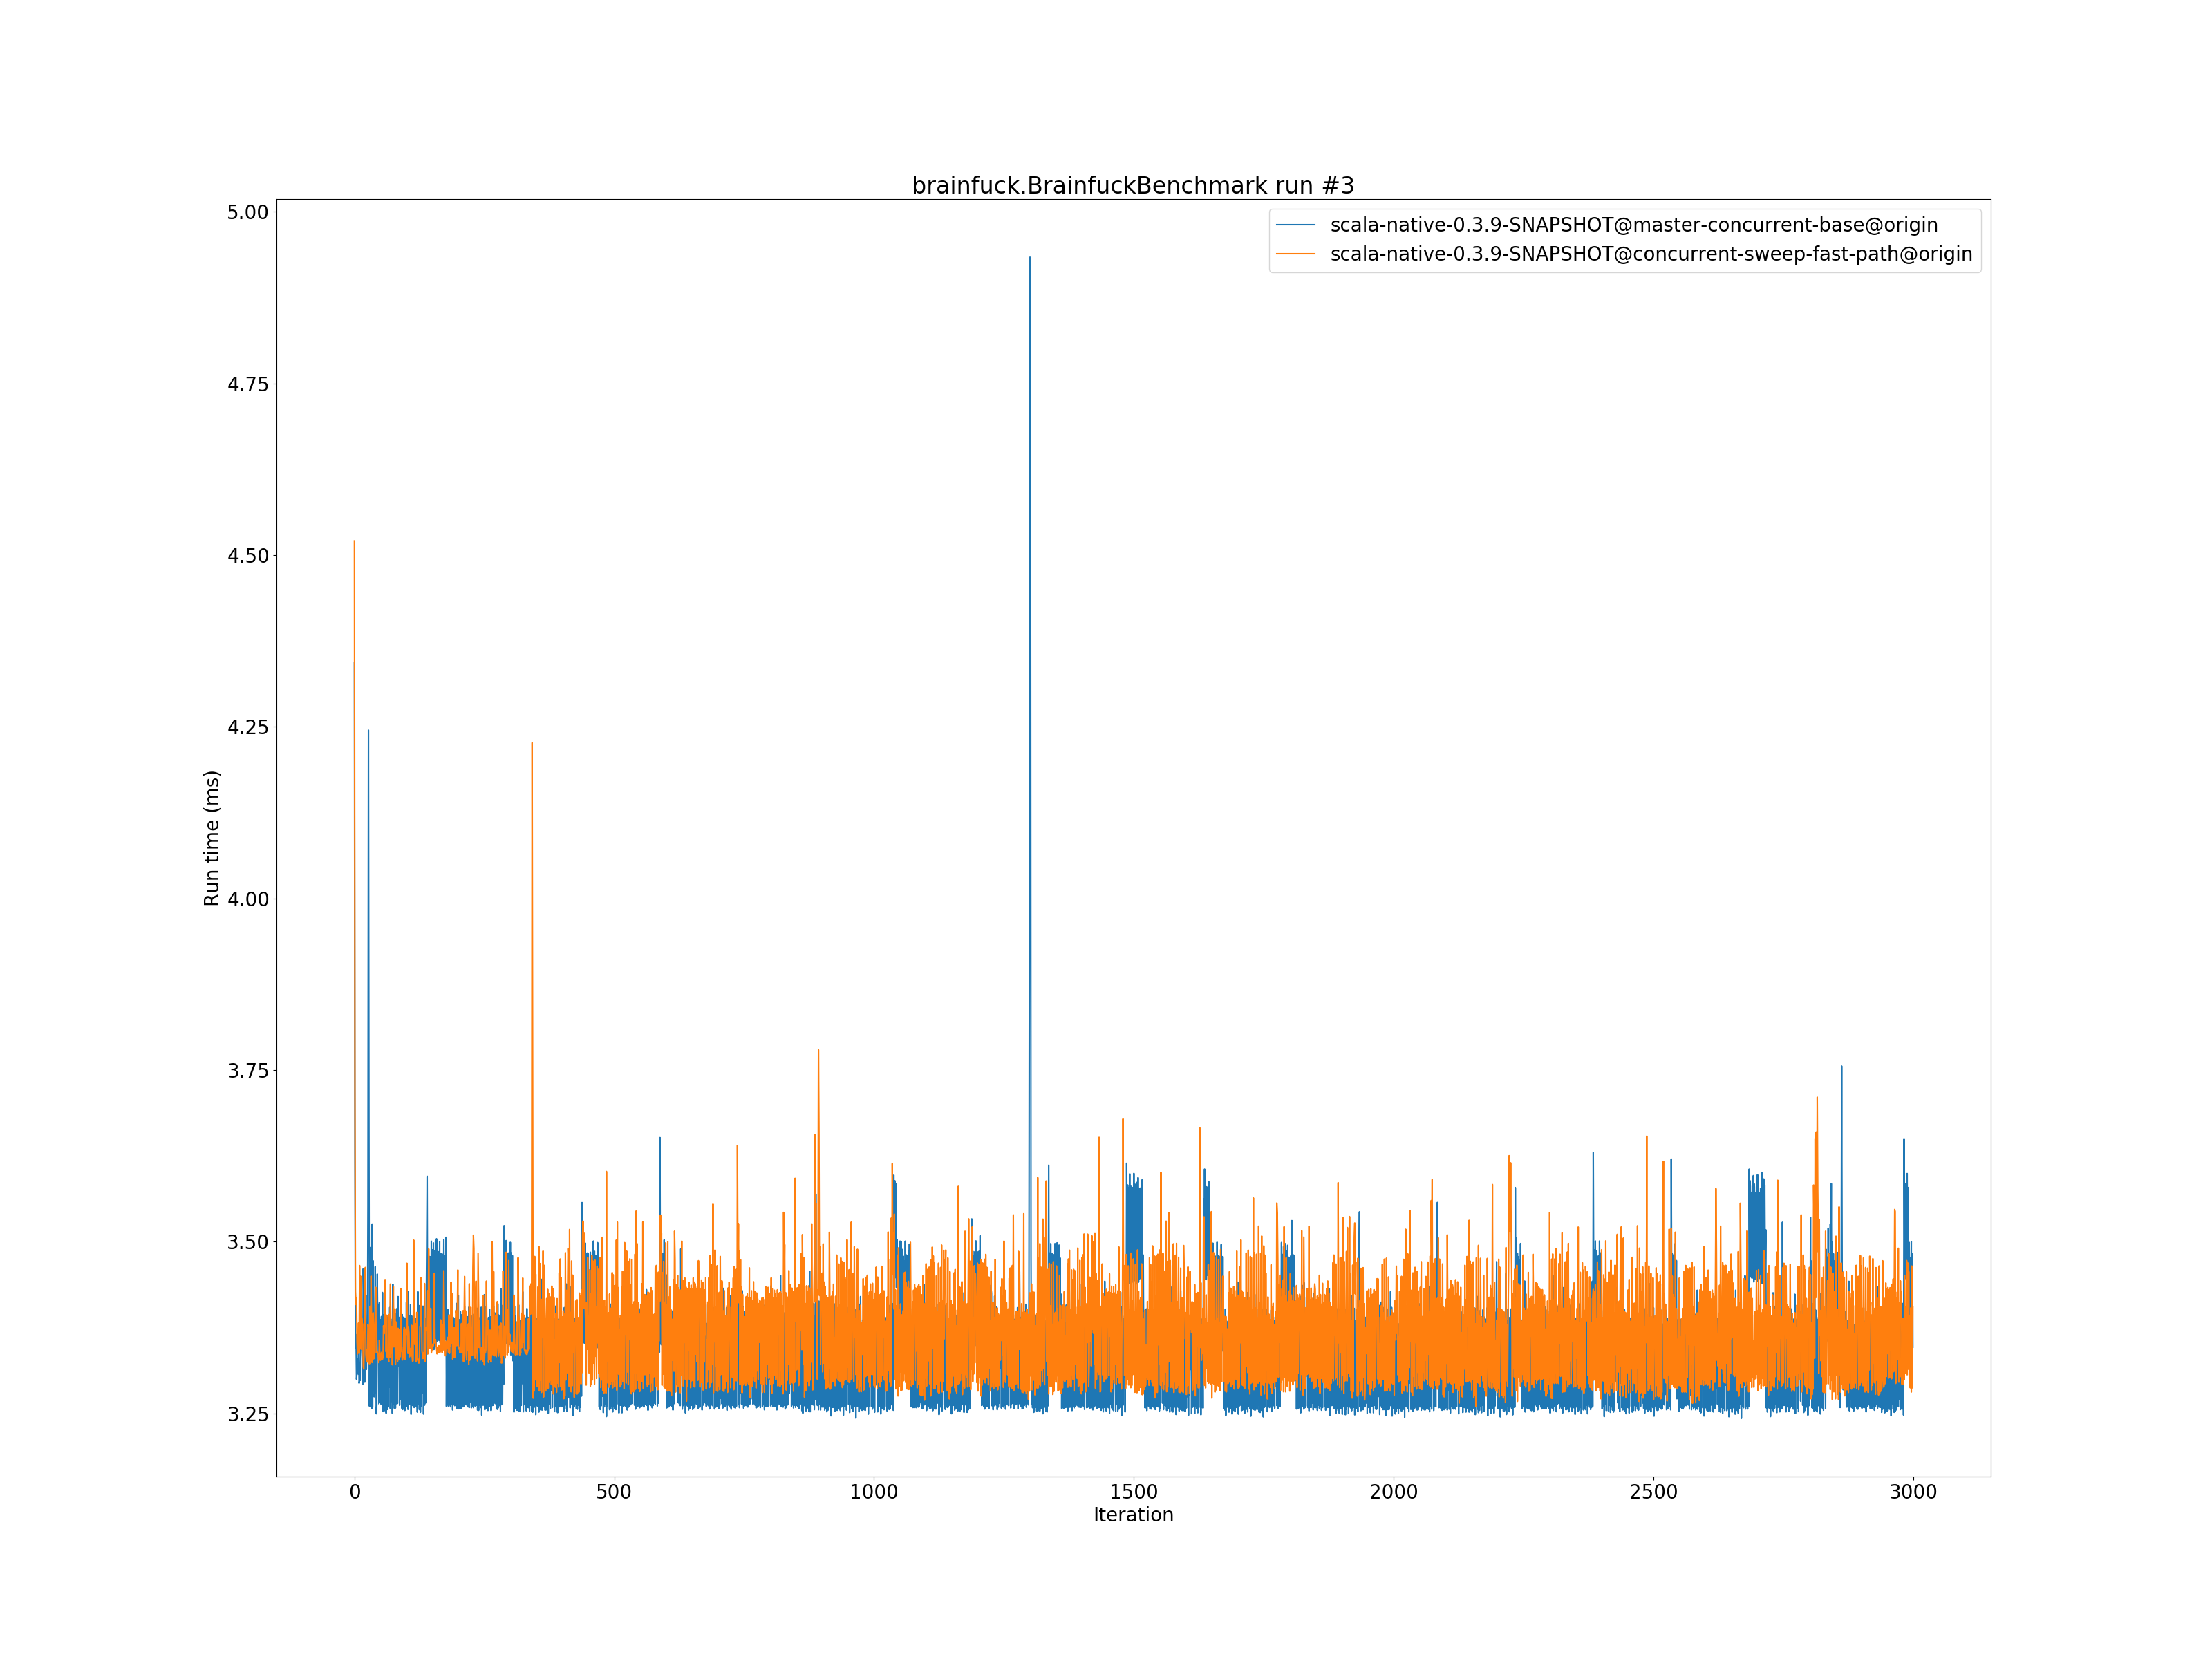 brainfuck.BrainfuckBenchmark run #3
scala-native-0.3.9-SNAPSHOT@master-concurrent-base@origin
scala-native-0.3.9-SNAPSHOT@concurrent-sweep-fast-path@origin
Run time (ms)
5.00
4.75
4.50
4.25
4.00
3.75
3.50
3.25
0 500 1000 1500 2000 2500 3000
Iteration